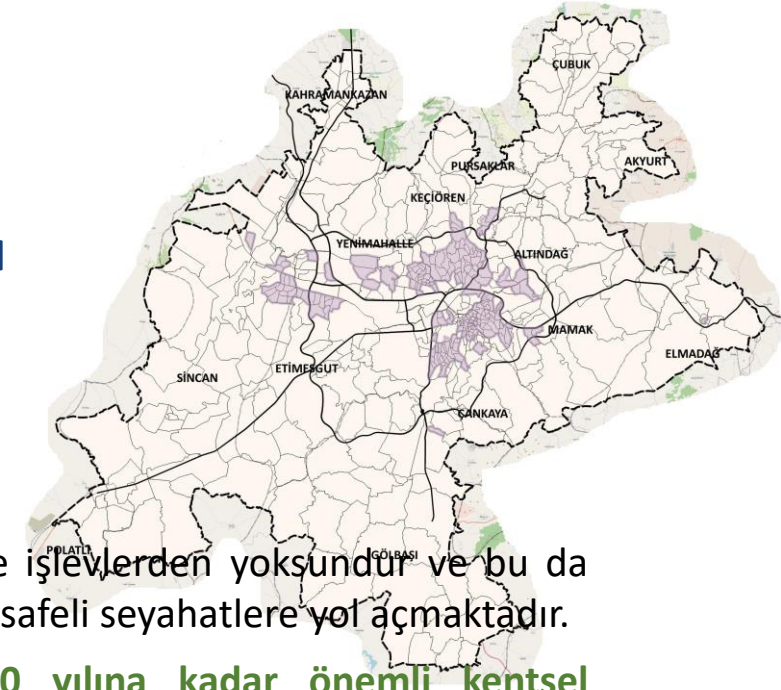 ÇUBUK
KAHRAMANKAZAN
AKYURT
PURSAKLAR
KEÇİÖREN
YENİMAHALLE
ALTINDAĞ
MAMAK
ELMADAĞ
ETİMESGUT
SİNCAN
ÇANKAYA
POLATLI
GÖLBAŞI
e işlevlerden yoksundur ve bu da
safeli seyahatlere yol açmaktadır.
0 yılına kadar önemli kentsel